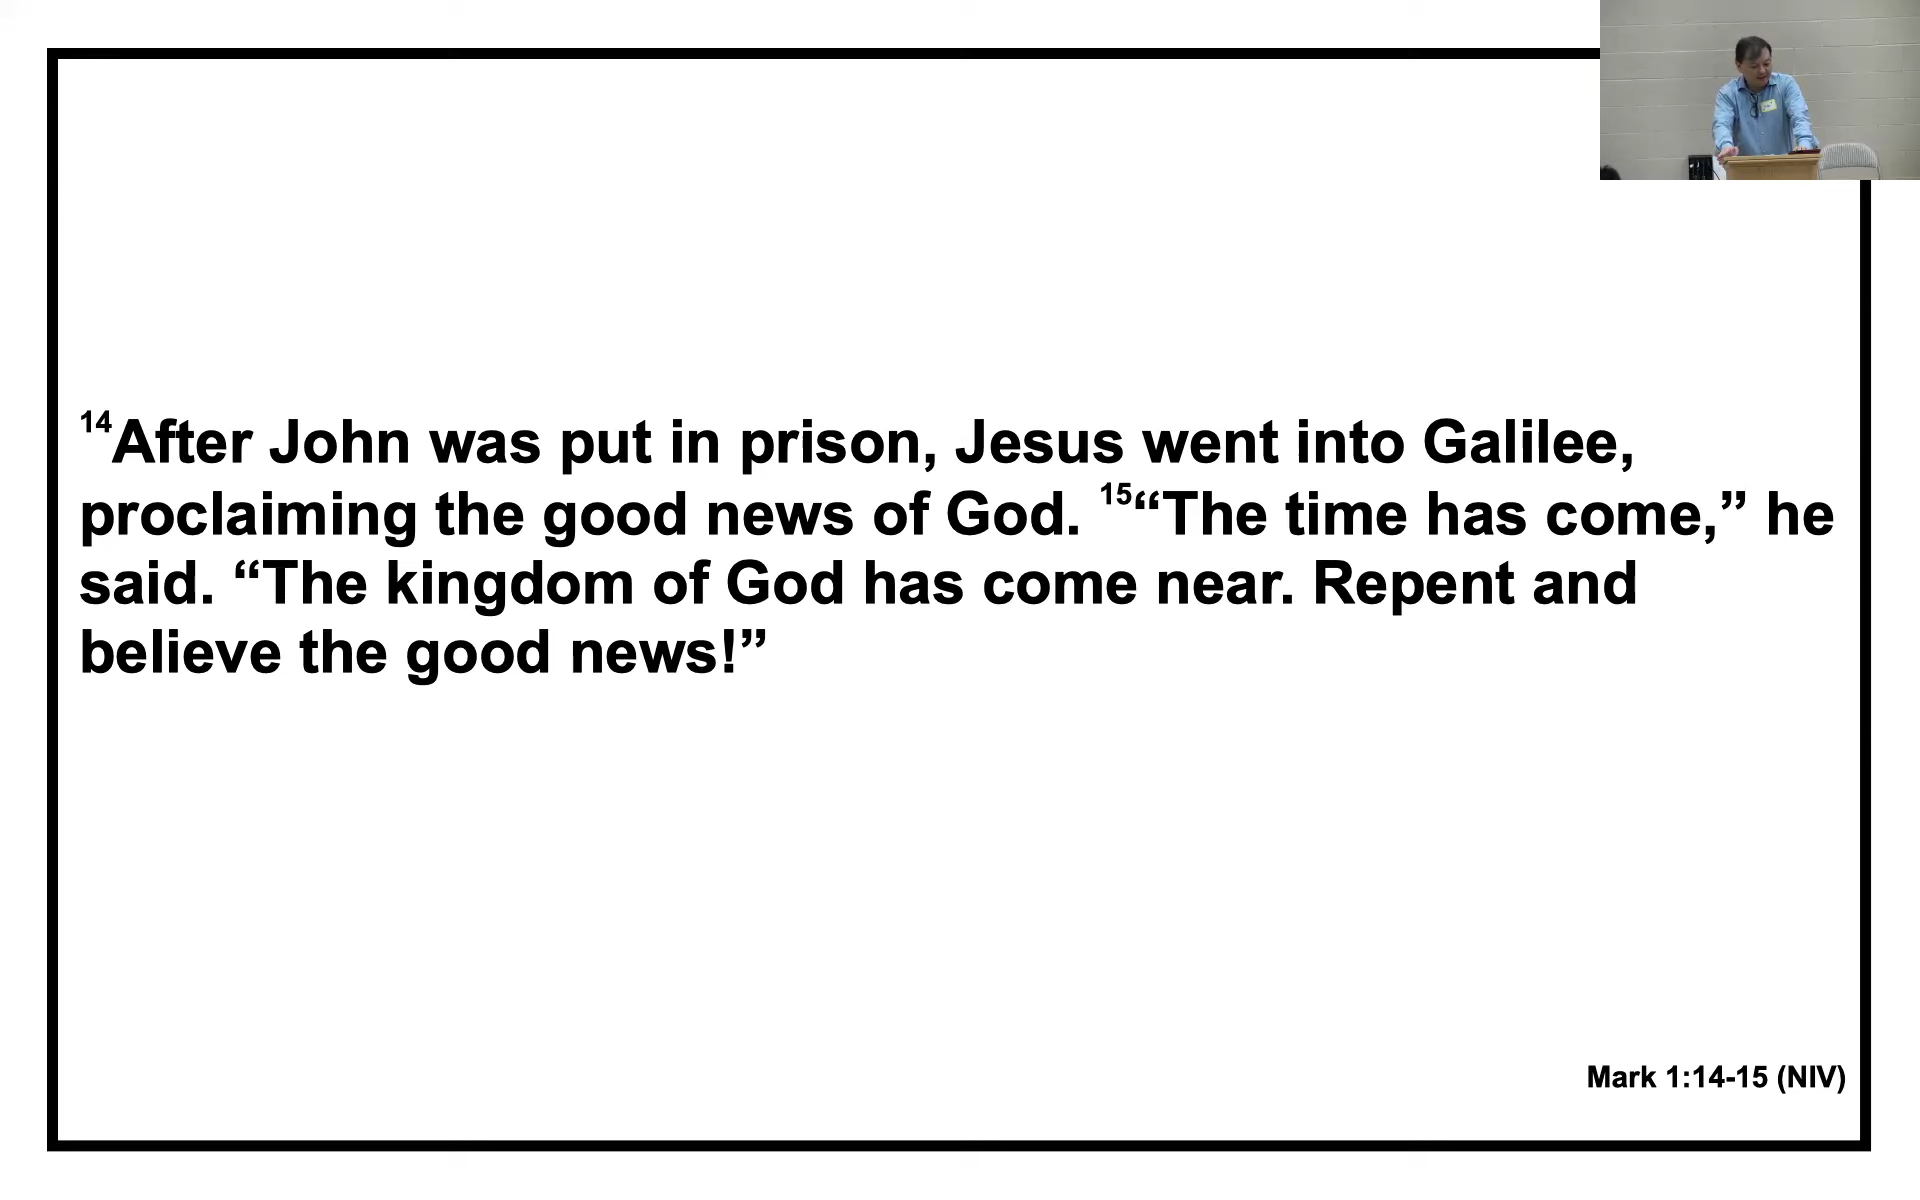 ¹⁴After John was put in prison, Jesus went into Galilee,
proclaiming the good news of God. ¹⁵“The time has come,” he
said. “The kingdom of God has come near. Repent and
believe the good news!”
Mark 1:14-15 (NIV)